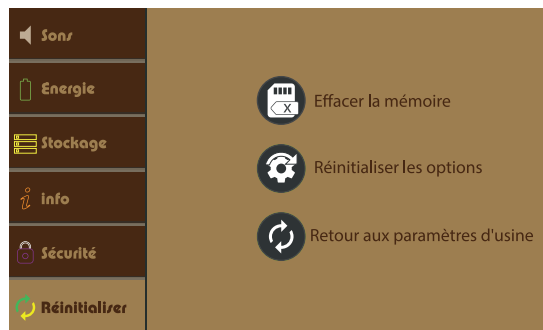 Sons
Energie
Stockage
info
Sécurité
Réinitialiser
Effacer la mémoire
Réinitialiser les options
Retour aux paramètres d'usine